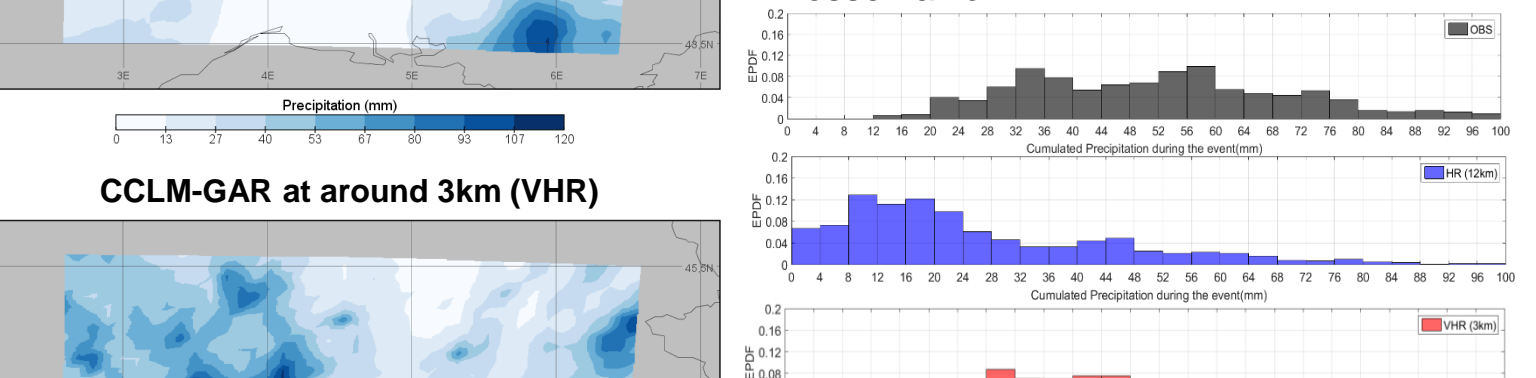 43,5N
3E 4E 5E 6E 7E
Precipitation (mm)
0 13 27 40 53 67 80 93 107 120
CCLM-GAR at around 3km (VHR)
45,5N
0.2
0.16
0.12
0.08
0.04
0
EPDF
OBS
0 4 8 12 16 20 24 28 32 36 40 44 48 52 56 60 64 68 72 76 80 84 88 92 96 100
Cumulated Precipitation during the event(mm)
0.2
0.16
0.12
0.08
0.04
0
EPDF
HR (12km)
0 4 8 12 16 20 24 28 32 36 40 44 48 52 56 60 64 68 72 76 80 84 88 92 96 100
Cumulated Precipitation during the event(mm)
0.2
0.16
0.12
0.08
EPDF
VHR (3km)